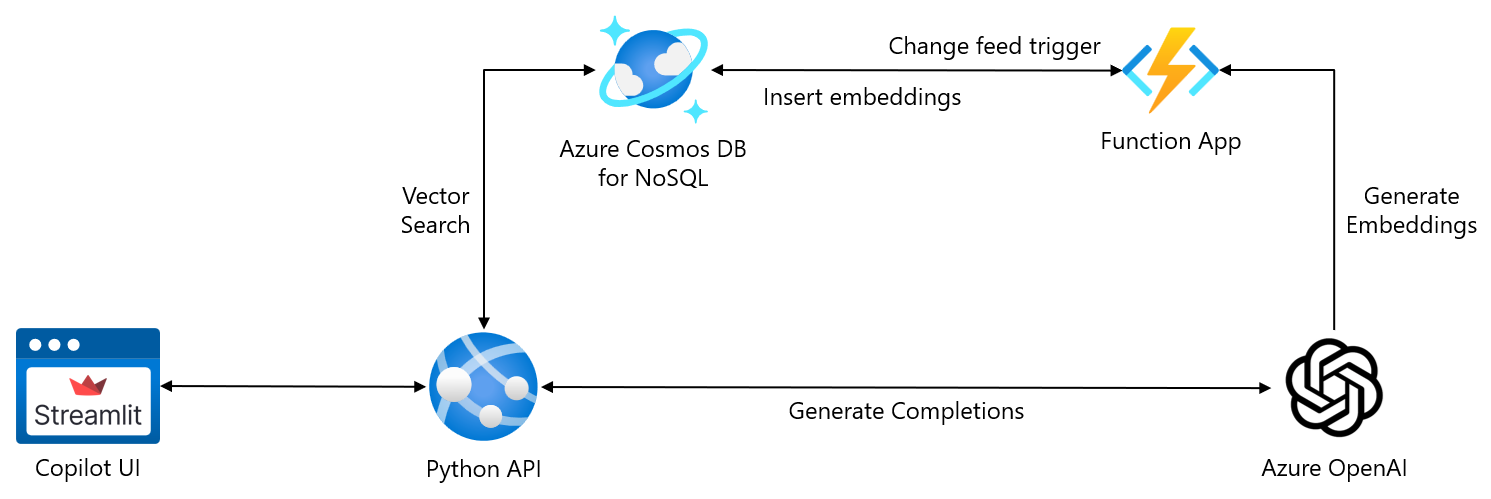 Change feed trigger
Insert embeddings
Azure Cosmos DB
for NoSQL
Function App
Vector
Search
Generate
Embeddings
Streamlit
Generate Completions
Copilot UI
Python API
Azure OpenAI